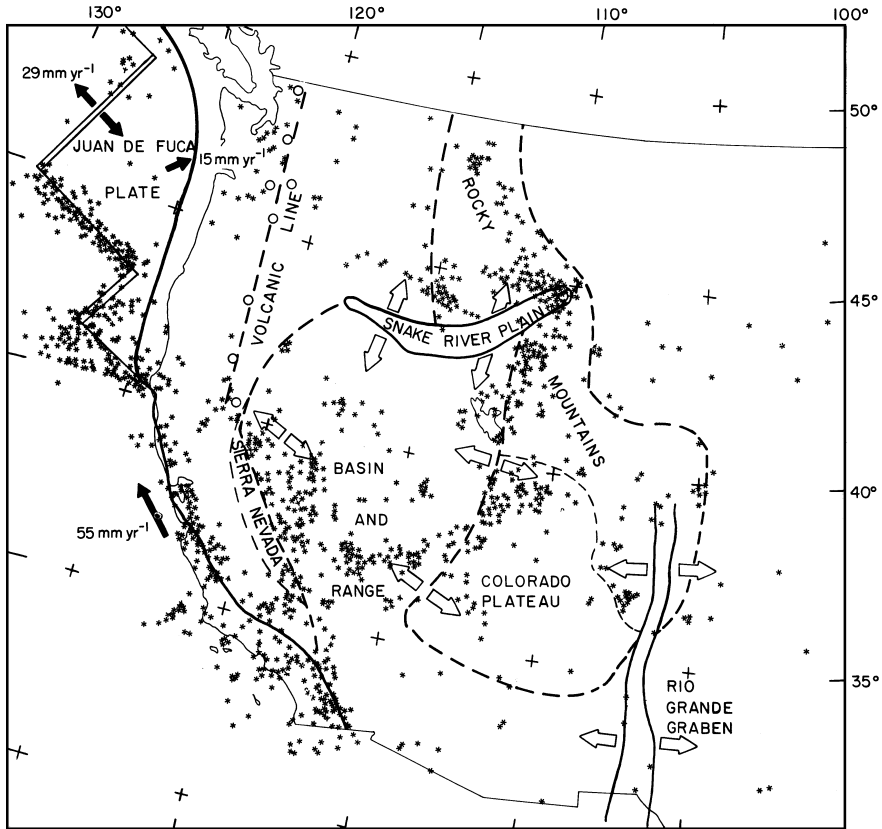 130°
120°
110°
100°
29 mm yr⁻¹
50°
JUAN DE FUCA
15 mm yr⁻¹
PLATE
ROCKY
VOLCANIC LINE
45°
SNAKE RIVER PLAIN
MOUNTAINS
SIERRA NEVADA
BASIN
AND
RANGE
40°
55 mm yr⁻¹
COLORADO
PLATEAU
35°
RIO
GRANDE
GRABEN